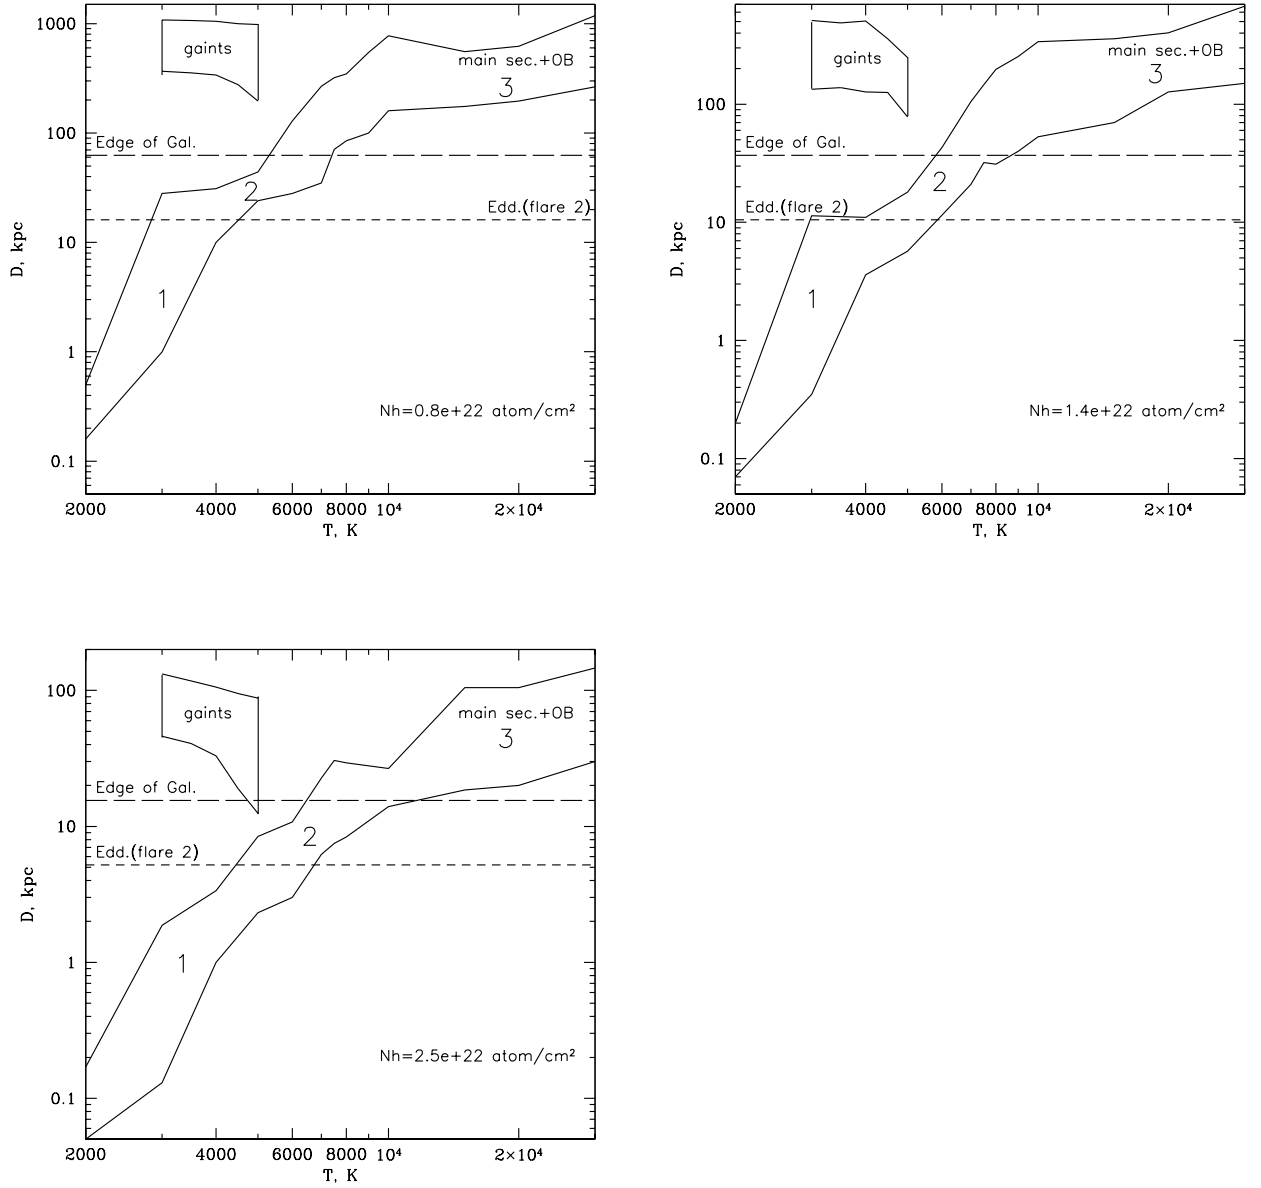 1000
gaints
main sec.+OB
3
100
Edge of Gal.
2
Edd.(flare 2)
10
D, kpc
1
1
Nh=0.8e+22 atom/cm²
0.1
2000 4000 6000 8000 10⁴ 2×10⁴
T, K
gaints
main sec.+OB
3
100
Edge of Gal.
2
Edd.(flare 2)
10
D, kpc
1
1
Nh=1.4e+22 atom/cm²
0.1
2000 4000 6000 8000 10⁴ 2×10⁴
T, K
100
gaints
main sec.+OB
3
Edge of Gal.
10
2
Edd.(flare 2)
D, kpc
1
1
Nh=2.5e+22 atom/cm²
0.1
2000 4000 6000 8000 10⁴ 2×10⁴
T, K